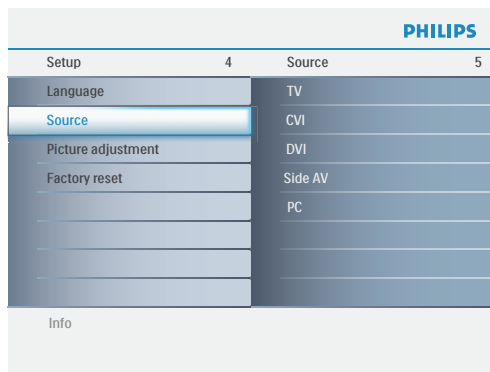 PHILIPS
Setup 4 Source 5
Language TV
Source CVI
Picture adjustment DVI
Factory reset Side AV
PC
Info